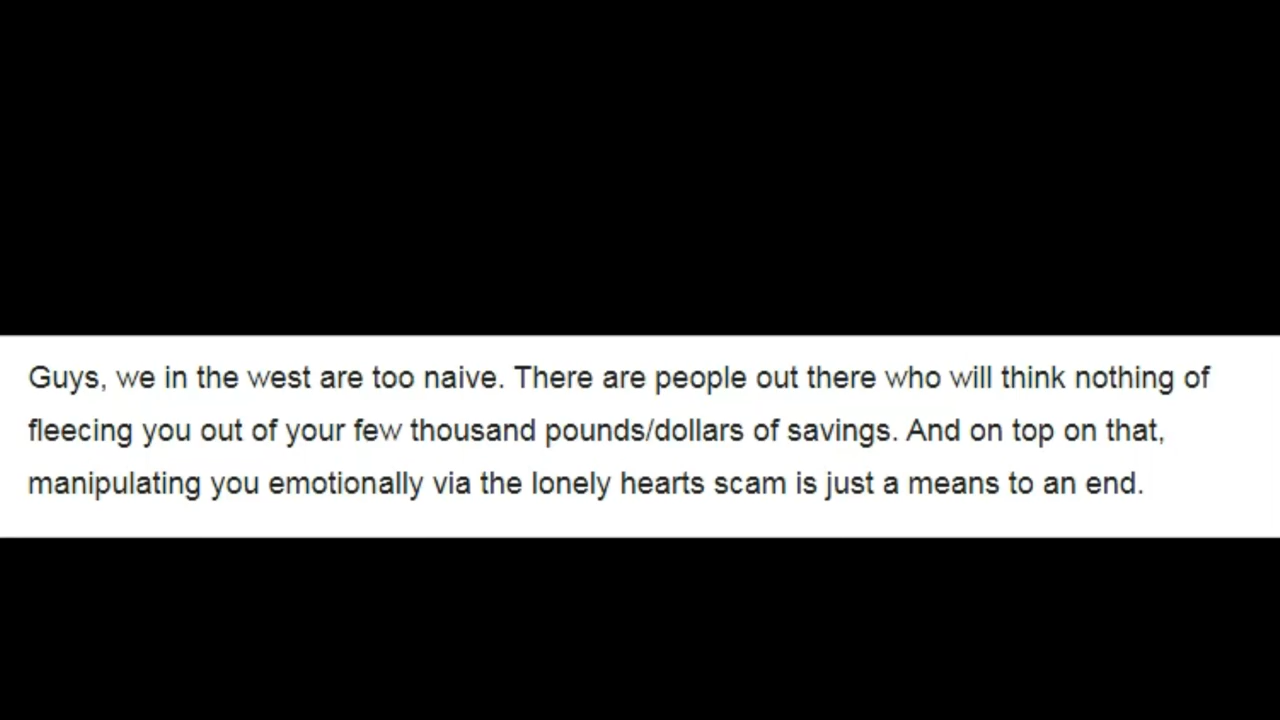 Guys, we in the west are too naive. There are people out there who will think nothing of
fleecing you out of your few thousand pounds/dollars of savings. And on top on that,
manipulating you emotionally via the lonely hearts scam is just a means to an end.